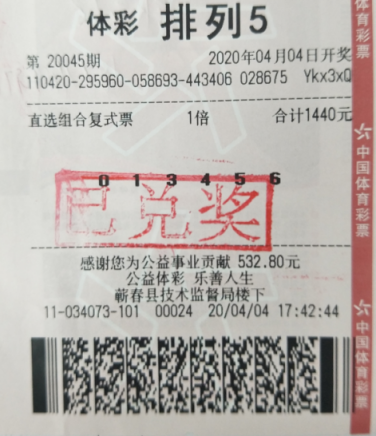 体彩 排列5
第 20045期 2020年04月04日开奖
110420-295960-058693-443406 028675 Ykx3xQ
直选组合复式票 1倍 合计1440元
0 1 3 4 5 6
已兑奖
感谢您为公益事业贡献 532.80元
公益体彩 乐善人生
蕲春县技术监督局楼下
11-034073-101 00024 20/04/04 17:42:44
体育彩票
中国体育彩票
中国体育彩票